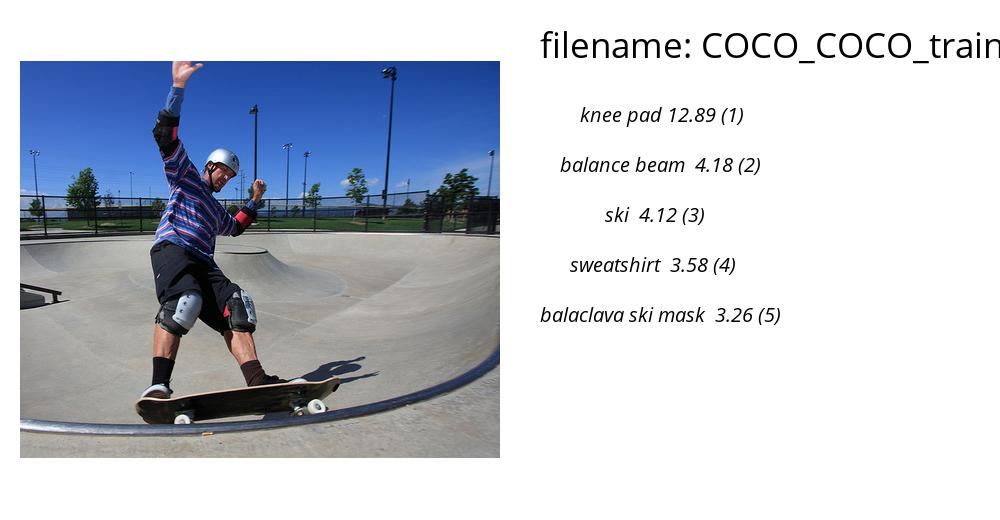 filename: COCO_COCO_train
knee pad 12.89 (1)
balance beam 4.18 (2)
ski 4.12 (3)
sweatshirt 3.58 (4)
balaclava ski mask 3.26 (5)